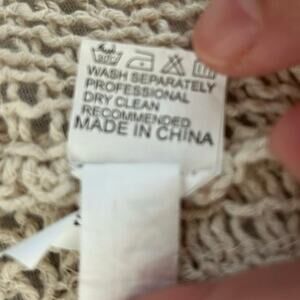 WASH SEPARATELY
PROFESSIONAL
DRY CLEAN
RECOMMENDED
MADE IN CHINA